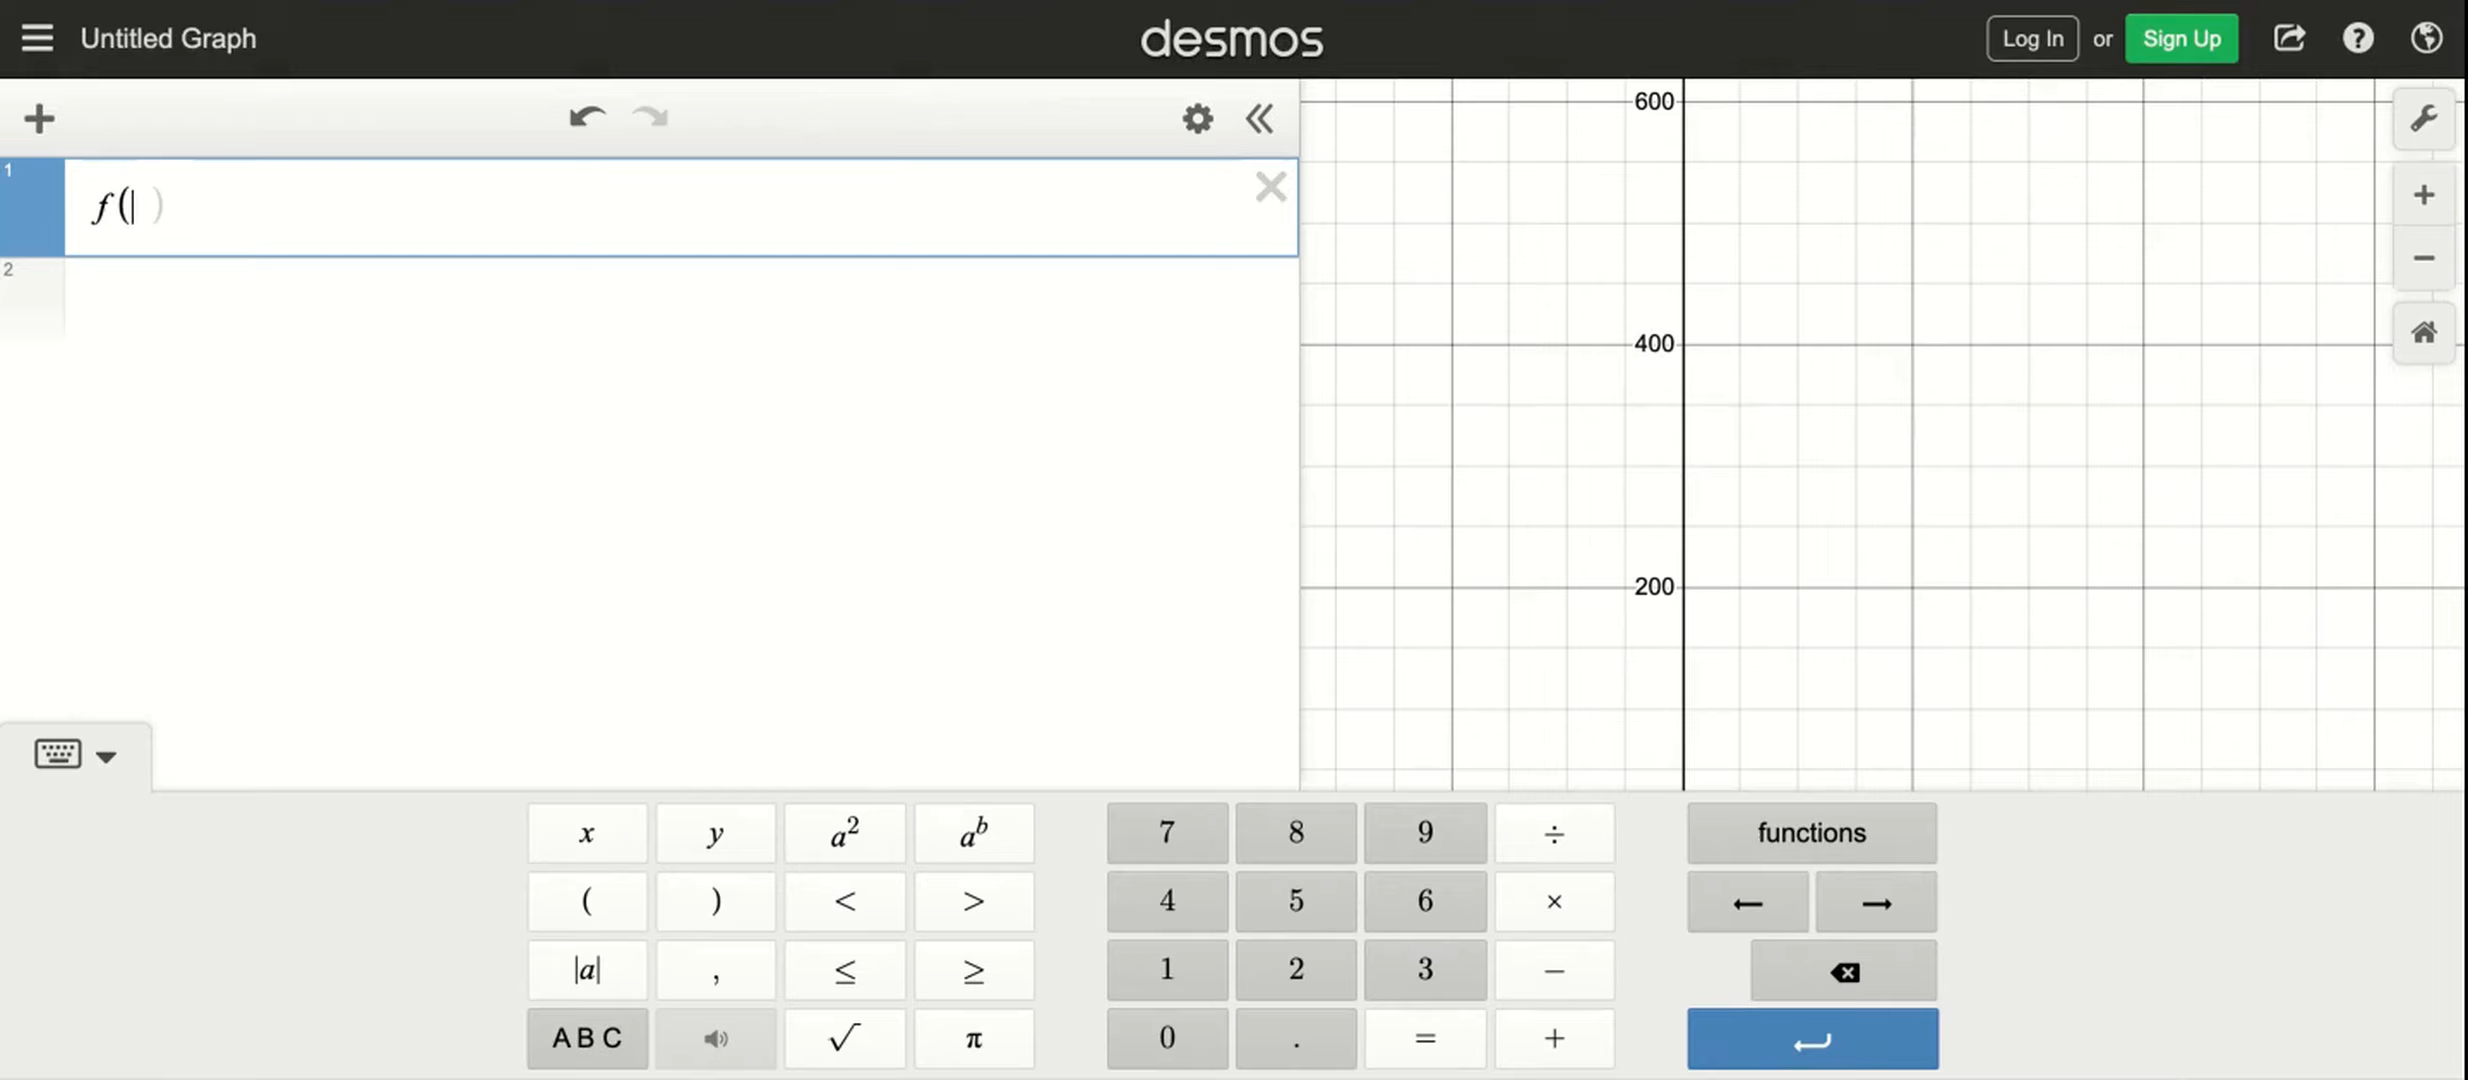 Untitled Graph desmos Log In or Sign Up
1
f( )
2
600
400
200
x y a² aᵇ 7 8 9 ÷ functions
( ) < > 4 5 6 × ← →
|a| , ≤ ≥ 1 2 3 −
A B C √ π 0 . = +